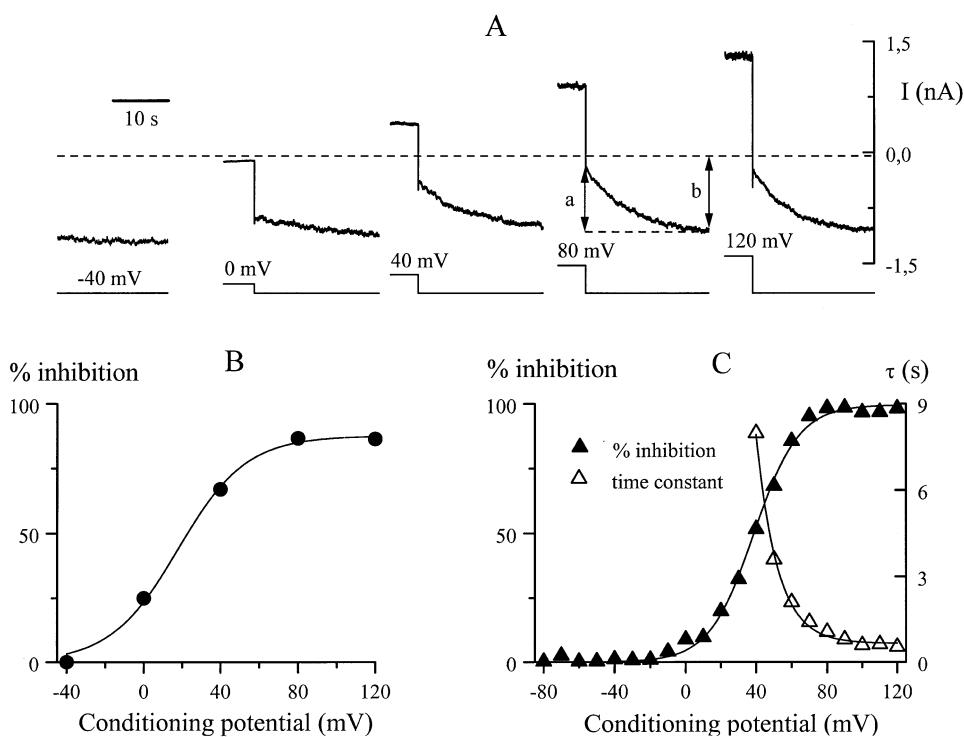 A
1,5
I (nA)
10 s
0,0
a
b
-40 mV
0 mV
40 mV
80 mV
120 mV
-1,5
B
% inhibition
100
50
0
-40
0
40
80
120
Conditioning potential (mV)
C
% inhibition
τ (s)
100
50
0
% inhibition
time constant
9
6
3
0
-80
-40
0
40
80
120
Conditioning potential (mV)